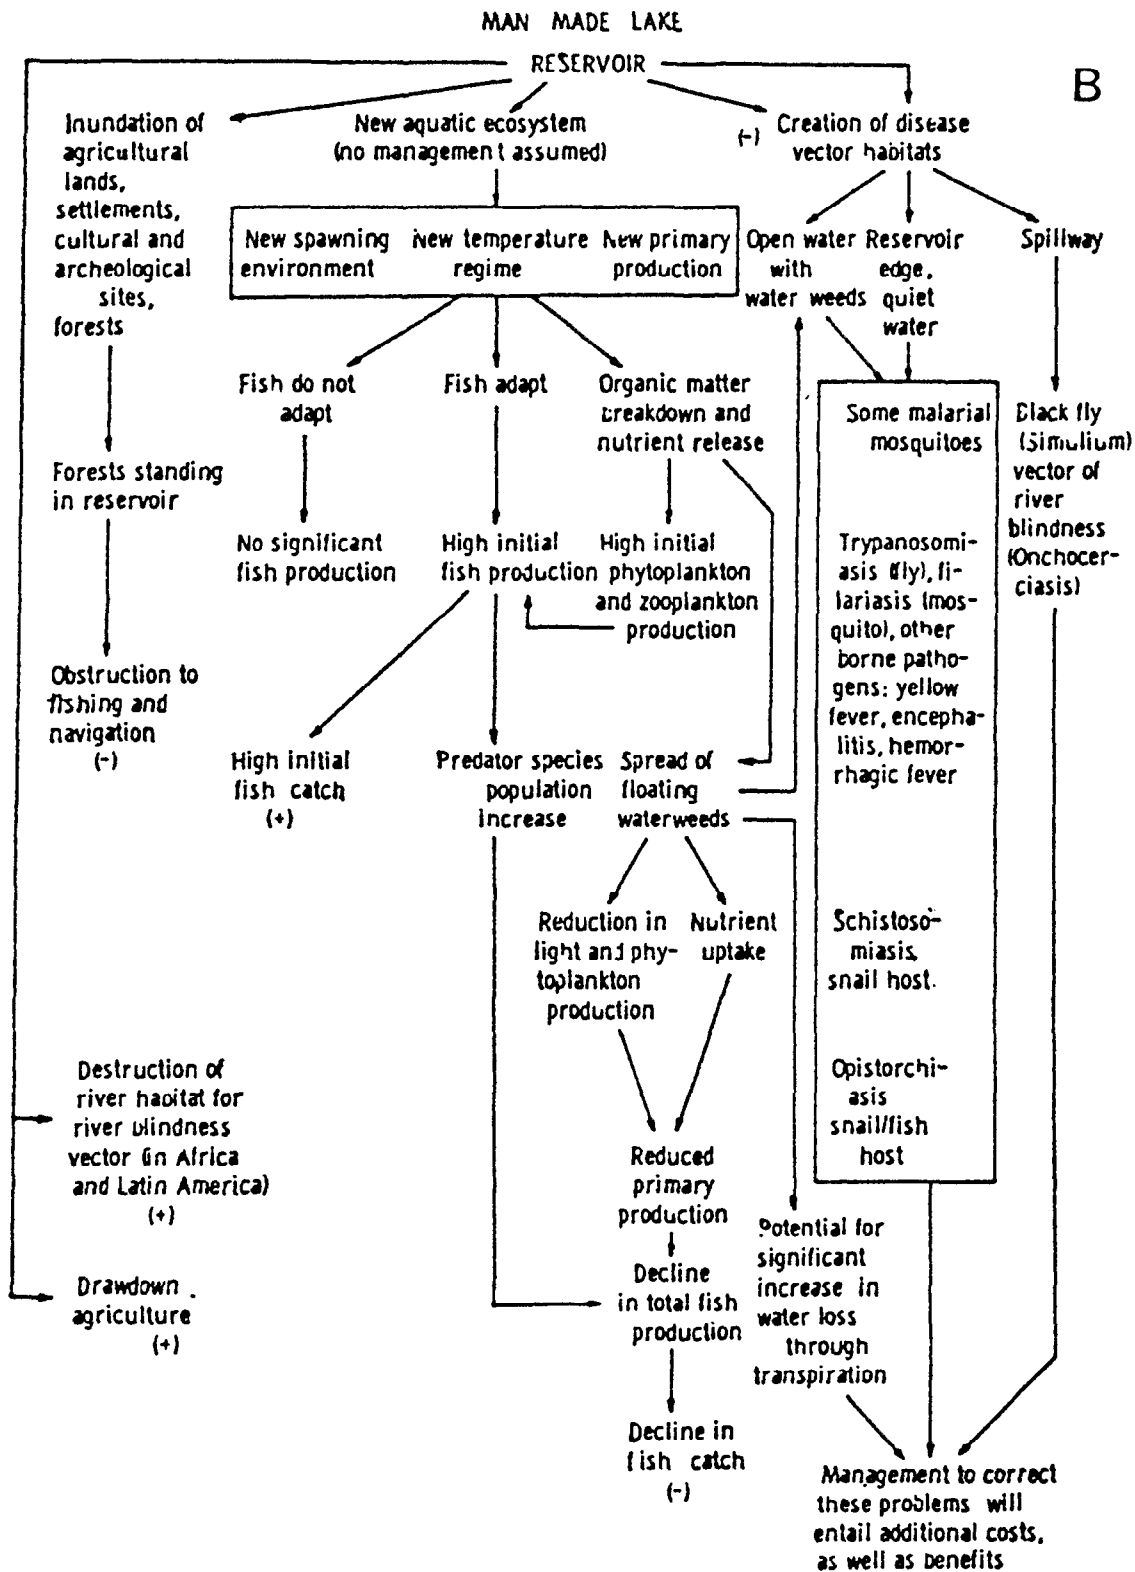 MAN MADE LAKE
RESERVOIR
B
Inundation of
agricultural
lands,
settlements,
cultural and
archeological
sites,
forests
New aquatic ecosystem
(no management assumed)
(-)
Creation of disease
vector habitats
New spawning
environment
New temperature
regime
New primary
production
Open water
with
water weeds
Reservoir
edge,
quiet
water
Spillway
Fish do not
adapt
Fish adapt
Organic matter
breakdown and
nutrient release
Some malarial
mosquitoes
Black fly
(Simulium)
vector of
river
blindness
(Onchocer-
ciasis)
Forests standing
in reservoir
No significant
fish production
High initial
fish production
High initial
phytoplankton
and zooplankton
production
Trypanosomi-
asis (fly), fi-
lariasis (mos-
quito), other
borne patho-
gens: yellow
fever, encepha-
litis, hemor-
rhagic fever
Obstruction to
fishing and
navigation
(-)
High initial
fish catch
(+)
Predator species
population
increase
Spread of
floating
waterweeds
Reduction in
light and phy-
toplankton
production
Nutrient
uptake
Schistoso-
miasis,
snail host.
Opistorchi-
asis
snail/fish
host
Destruction of
river habitat for
river blindness
vector (in Africa
and Latin America)
(+)
Reduced
primary
production
Potential for
significant
increase in
water loss
through
transpiration
Drawdown
agriculture
(+)
Decline
in total fish
production
Decline in
fish catch
(-)
Management to correct
these problems will
entail additional costs,
as well as benefits